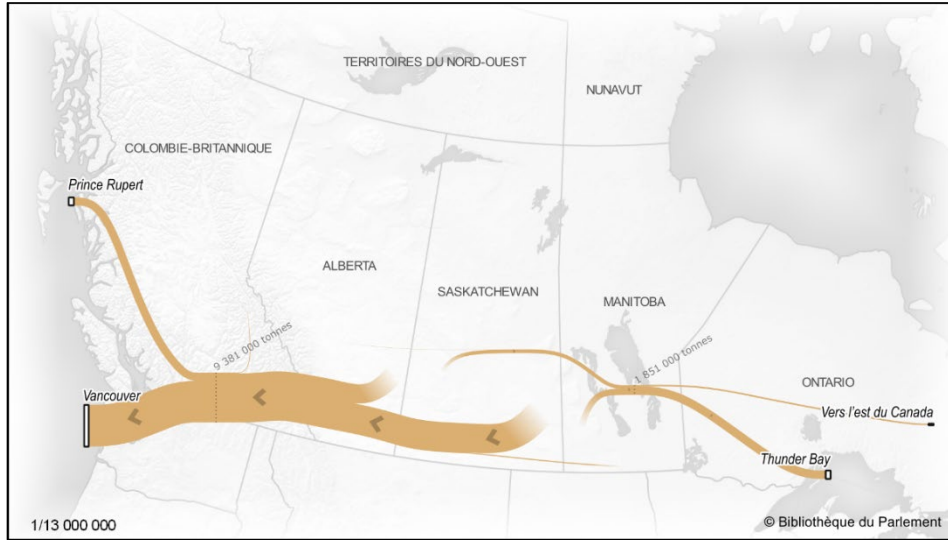 TERRITOIRES DU NORD-OUEST
NUNAVUT
COLOMBIE-BRITANNIQUE
Prince Rupert
ALBERTA
SASKATCHEWAN
MANITOBA
9 381 000 tonnes
1 851 000 tonnes
ONTARIO
Vancouver
Vers l'est du Canada
Thunder Bay
1/13 000 000
© Bibliothèque du Parlement